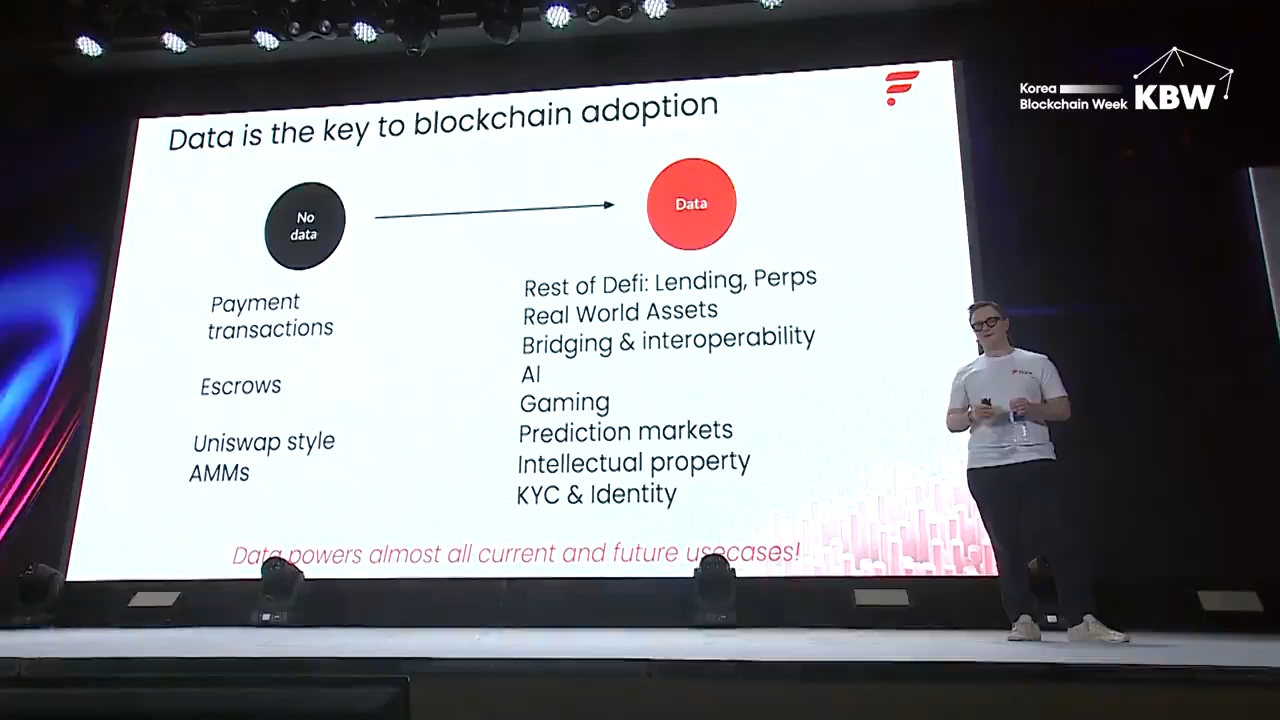 Korea
Blockchain Week KBW
Data is the key to blockchain adoption
No
data
Data
Payment
transactions
Escrows
Uniswap style
AMMs
Rest of Defi: Lending, Perps
Real World Assets
Bridging & interoperability
AI
Gaming
Prediction markets
Intellectual property
KYC & Identity
Data powers almost all current and future usecases!